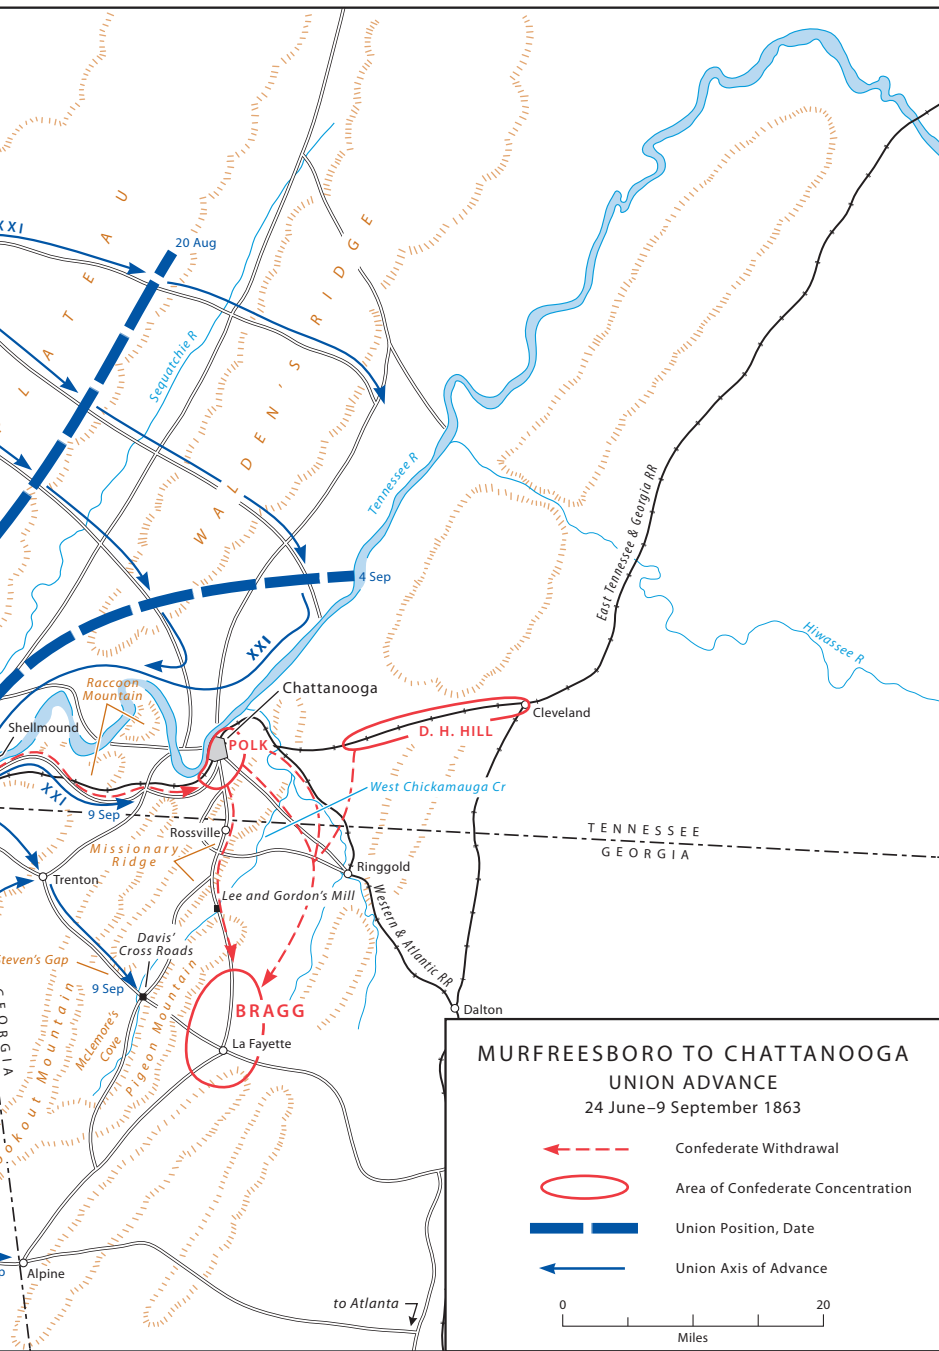 XXI
20 Aug
PLATEAU
WALDEN'S RIDGE
Sequatchie R
Tennessee R
East Tennessee & Georgia RR
Hiwassee R
4 Sep
XXI
Raccoon
Mountain
Chattanooga
Shellmound
POLK
D. H. HILL
Cleveland
West Chickamauga Cr
XXI
9 Sep
TENNESSEE
GEORGIA
Rossville
Missionary
Ridge
Ringgold
Trenton
Lee and Gordon's Mill
Western & Atlantic RR
Davis'
Cross Roads
Steven's Gap
9 Sep
GEORGIA
Lookout Mountain
McLemore's
Cove
Pigeon Mountain
BRAGG
La Fayette
Dalton
Alpine
to Atlanta
MURFREESBORO TO CHATTANOOGA
UNION ADVANCE
24 June–9 September 1863
Confederate Withdrawal
Area of Confederate Concentration
Union Position, Date
Union Axis of Advance
0 20
Miles